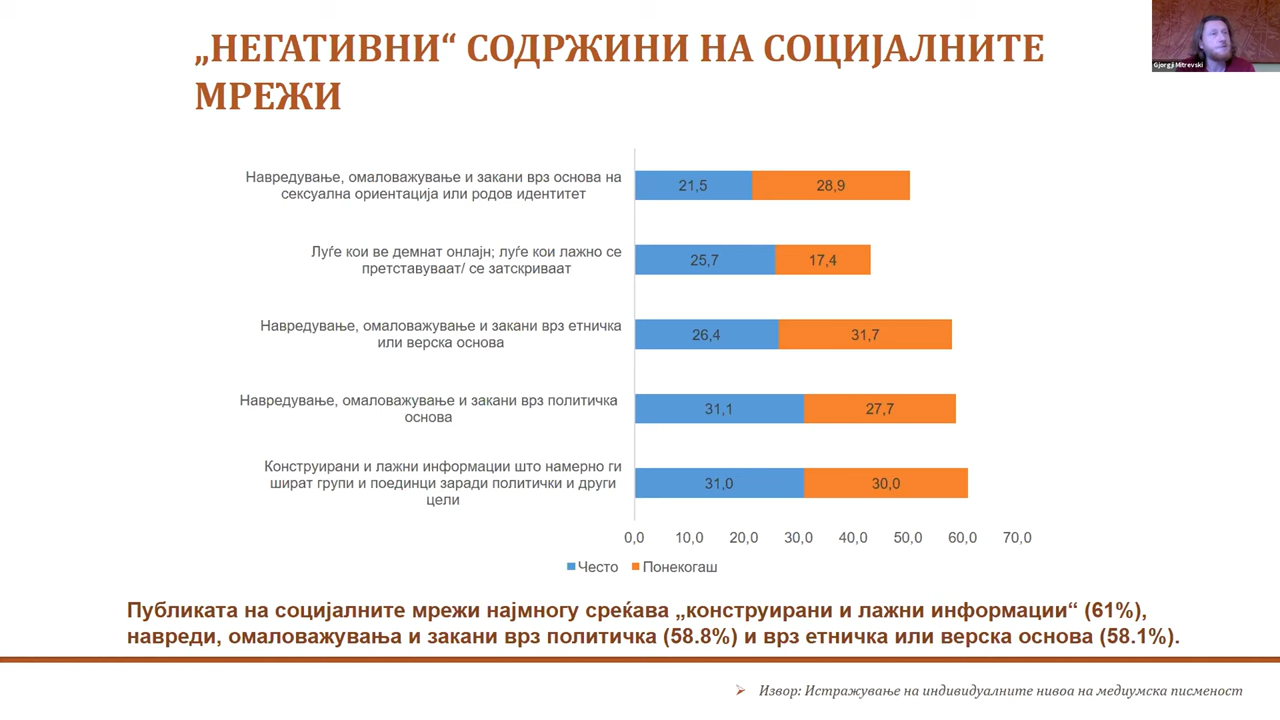 „НЕГАТИВНИ“ СОДРЖИНИ НА СОЦИЈАЛНИТЕ
МРЕЖИ
Gjorgji Mitrevski
Навредување, омаловажување и закани врз основа на
сексуална ориентација или родов идентитет
21,5 28,9
Луѓе кои ве демнат онлајн; луѓе кои лажно се
претставуваат/ се затскриваат
25,7 17,4
Навредување, омаловажување и закани врз етничка
или верска основа
26,4 31,7
Навредување, омаловажување и закани врз политичка
основа
31,1 27,7
Конструирани и лажни информации што намерно ги
шират групи и поединци заради политички и други
цели
31,0 30,0
0,0 10,0 20,0 30,0 40,0 50,0 60,0 70,0
Често Понекогаш
Публиката на социјалните мрежи најмногу среќава „конструирани и лажни информации“ (61%),
навреди, омаловажувања и закани врз политичка (58.8%) и врз етничка или верска основа (58.1%).
Извор: Истражување на индивидуалните нивоа на медиумска писменост